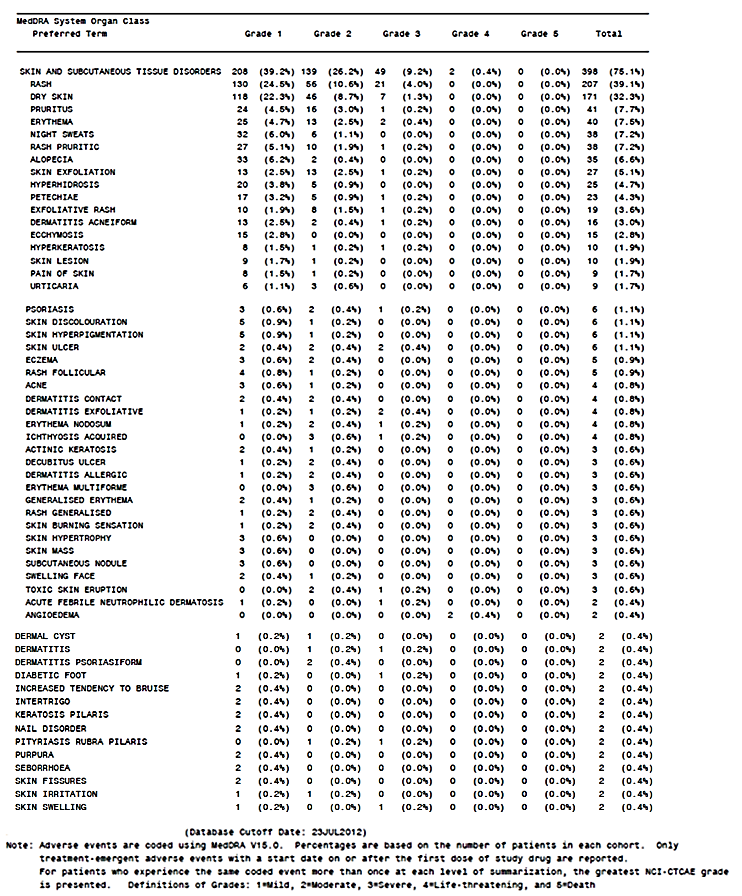 MedDRA System Organ Class
Preferred Term Grade 1 Grade 2 Grade 3 Grade 4 Grade 5 Total
SKIN AND SUBCUTANEOUS TISSUE DISORDERS 208 (39.2%) 139 (26.2%) 49 (9.2%) 2 (0.4%) 0 (0.0%) 398 (75.1%)
RASH 130 (24.5%) 56 (10.6%) 21 (4.0%) 0 (0.0%) 0 (0.0%) 207 (39.1%)
DRY SKIN 118 (22.3%) 46 (8.7%) 7 (1.3%) 0 (0.0%) 0 (0.0%) 171 (32.3%)
PRURITUS 24 (4.5%) 16 (3.0%) 1 (0.2%) 0 (0.0%) 0 (0.0%) 41 (7.7%)
ERYTHEMA 25 (4.7%) 13 (2.5%) 2 (0.4%) 0 (0.0%) 0 (0.0%) 40 (7.5%)
NIGHT SWEATS 32 (6.0%) 6 (1.1%) 0 (0.0%) 0 (0.0%) 0 (0.0%) 38 (7.2%)
RASH PRURITIC 27 (5.1%) 10 (1.9%) 1 (0.2%) 0 (0.0%) 0 (0.0%) 38 (7.2%)
ALOPECIA 33 (6.2%) 2 (0.4%) 0 (0.0%) 0 (0.0%) 0 (0.0%) 35 (6.6%)
SKIN EXFOLIATION 13 (2.5%) 13 (2.5%) 1 (0.2%) 0 (0.0%) 0 (0.0%) 27 (5.1%)
HYPERHIDROSIS 20 (3.8%) 5 (0.9%) 0 (0.0%) 0 (0.0%) 0 (0.0%) 25 (4.7%)
PETECHIAE 17 (3.2%) 5 (0.9%) 1 (0.2%) 0 (0.0%) 0 (0.0%) 23 (4.3%)
EXFOLIATIVE RASH 10 (1.9%) 8 (1.5%) 1 (0.2%) 0 (0.0%) 0 (0.0%) 19 (3.6%)
DERMATITIS ACNEIFORM 13 (2.5%) 2 (0.4%) 1 (0.2%) 0 (0.0%) 0 (0.0%) 16 (3.0%)
ECCHYMOSIS 15 (2.8%) 0 (0.0%) 0 (0.0%) 0 (0.0%) 0 (0.0%) 15 (2.8%)
HYPERKERATOSIS 8 (1.5%) 1 (0.2%) 1 (0.2%) 0 (0.0%) 0 (0.0%) 10 (1.9%)
SKIN LESION 9 (1.7%) 1 (0.2%) 0 (0.0%) 0 (0.0%) 0 (0.0%) 10 (1.9%)
PAIN OF SKIN 8 (1.5%) 1 (0.2%) 0 (0.0%) 0 (0.0%) 0 (0.0%) 9 (1.7%)
URTICARIA 6 (1.1%) 3 (0.6%) 0 (0.0%) 0 (0.0%) 0 (0.0%) 9 (1.7%)
PSORIASIS 3 (0.6%) 2 (0.4%) 1 (0.2%) 0 (0.0%) 0 (0.0%) 6 (1.1%)
SKIN DISCOLOURATION 5 (0.9%) 1 (0.2%) 0 (0.0%) 0 (0.0%) 0 (0.0%) 6 (1.1%)
SKIN HYPERPIGMENTATION 5 (0.9%) 1 (0.2%) 0 (0.0%) 0 (0.0%) 0 (0.0%) 6 (1.1%)
SKIN ULCER 2 (0.4%) 2 (0.4%) 2 (0.4%) 0 (0.0%) 0 (0.0%) 6 (1.1%)
ECZEMA 3 (0.6%) 2 (0.4%) 0 (0.0%) 0 (0.0%) 0 (0.0%) 5 (0.9%)
RASH FOLLICULAR 4 (0.8%) 1 (0.2%) 0 (0.0%) 0 (0.0%) 0 (0.0%) 5 (0.9%)
ACNE 3 (0.6%) 1 (0.2%) 0 (0.0%) 0 (0.0%) 0 (0.0%) 4 (0.8%)
DERMATITIS CONTACT 2 (0.4%) 2 (0.4%) 0 (0.0%) 0 (0.0%) 0 (0.0%) 4 (0.8%)
DERMATITIS EXFOLIATIVE 1 (0.2%) 1 (0.2%) 2 (0.4%) 0 (0.0%) 0 (0.0%) 4 (0.8%)
ERYTHEMA NODOSUM 1 (0.2%) 2 (0.4%) 1 (0.2%) 0 (0.0%) 0 (0.0%) 4 (0.8%)
ICHTHYOSIS ACQUIRED 0 (0.0%) 3 (0.6%) 1 (0.2%) 0 (0.0%) 0 (0.0%) 4 (0.8%)
ACTINIC KERATOSIS 2 (0.4%) 1 (0.2%) 0 (0.0%) 0 (0.0%) 0 (0.0%) 3 (0.6%)
DECUBITUS ULCER 1 (0.2%) 2 (0.4%) 0 (0.0%) 0 (0.0%) 0 (0.0%) 3 (0.6%)
DERMATITIS ALLERGIC 1 (0.2%) 2 (0.4%) 0 (0.0%) 0 (0.0%) 0 (0.0%) 3 (0.6%)
ERYTHEMA MULTIFORME 0 (0.0%) 3 (0.6%) 0 (0.0%) 0 (0.0%) 0 (0.0%) 3 (0.6%)
GENERALISED ERYTHEMA 2 (0.4%) 1 (0.2%) 0 (0.0%) 0 (0.0%) 0 (0.0%) 3 (0.6%)
RASH GENERALISED 1 (0.2%) 2 (0.4%) 0 (0.0%) 0 (0.0%) 0 (0.0%) 3 (0.6%)
SKIN BURNING SENSATION 1 (0.2%) 2 (0.4%) 0 (0.0%) 0 (0.0%) 0 (0.0%) 3 (0.6%)
SKIN HYPERTROPHY 3 (0.6%) 0 (0.0%) 0 (0.0%) 0 (0.0%) 0 (0.0%) 3 (0.6%)
SKIN MASS 3 (0.6%) 0 (0.0%) 0 (0.0%) 0 (0.0%) 0 (0.0%) 3 (0.6%)
SUBCUTANEOUS NODULE 3 (0.6%) 0 (0.0%) 0 (0.0%) 0 (0.0%) 0 (0.0%) 3 (0.6%)
SWELLING FACE 2 (0.4%) 1 (0.2%) 0 (0.0%) 0 (0.0%) 0 (0.0%) 3 (0.6%)
TOXIC SKIN ERUPTION 0 (0.0%) 2 (0.4%) 1 (0.2%) 0 (0.0%) 0 (0.0%) 3 (0.6%)
ACUTE FEBRILE NEUTROPHILIC DERMATOSIS 1 (0.2%) 0 (0.0%) 1 (0.2%) 0 (0.0%) 0 (0.0%) 2 (0.4%)
ANGIOEDEMA 0 (0.0%) 0 (0.0%) 0 (0.0%) 2 (0.4%) 0 (0.0%) 2 (0.4%)
DERMAL CYST 1 (0.2%) 1 (0.2%) 0 (0.0%) 0 (0.0%) 0 (0.0%) 2 (0.4%)
DERMATITIS 0 (0.0%) 1 (0.2%) 1 (0.2%) 0 (0.0%) 0 (0.0%) 2 (0.4%)
DERMATITIS PSORIASIFORM 0 (0.0%) 2 (0.4%) 0 (0.0%) 0 (0.0%) 0 (0.0%) 2 (0.4%)
DIABETIC FOOT 1 (0.2%) 0 (0.0%) 1 (0.2%) 0 (0.0%) 0 (0.0%) 2 (0.4%)
INCREASED TENDENCY TO BRUISE 2 (0.4%) 0 (0.0%) 0 (0.0%) 0 (0.0%) 0 (0.0%) 2 (0.4%)
INTERTRIGO 2 (0.4%) 0 (0.0%) 0 (0.0%) 0 (0.0%) 0 (0.0%) 2 (0.4%)
KERATOSIS PILARIS 2 (0.4%) 0 (0.0%) 0 (0.0%) 0 (0.0%) 0 (0.0%) 2 (0.4%)
NAIL DISORDER 2 (0.4%) 0 (0.0%) 0 (0.0%) 0 (0.0%) 0 (0.0%) 2 (0.4%)
PITYRIASIS RUBRA PILARIS 0 (0.0%) 1 (0.2%) 1 (0.2%) 0 (0.0%) 0 (0.0%) 2 (0.4%)
PURPURA 2 (0.4%) 0 (0.0%) 0 (0.0%) 0 (0.0%) 0 (0.0%) 2 (0.4%)
SEBORRHOEA 2 (0.4%) 0 (0.0%) 0 (0.0%) 0 (0.0%) 0 (0.0%) 2 (0.4%)
SKIN FISSURES 2 (0.4%) 0 (0.0%) 0 (0.0%) 0 (0.0%) 0 (0.0%) 2 (0.4%)
SKIN IRRITATION 1 (0.2%) 1 (0.2%) 0 (0.0%) 0 (0.0%) 0 (0.0%) 2 (0.4%)
SKIN SWELLING 1 (0.2%) 0 (0.0%) 1 (0.2%) 0 (0.0%) 0 (0.0%) 2 (0.4%)
(Database Cutoff Date: 23JUL2012)
Note: Adverse events are coded using MedDRA V15.0. Percentages are based on the number of patients in each cohort. Only
treatment-emergent adverse events with a start date on or after the first dose of study drug are reported.
For patients who experience the same coded event more than once at each level of summarization, the greatest NCI-CTCAE grade
is presented. Definitions of Grades: 1=Mild, 2=Moderate, 3=Severe, 4=Life-threatening, and 5=Death